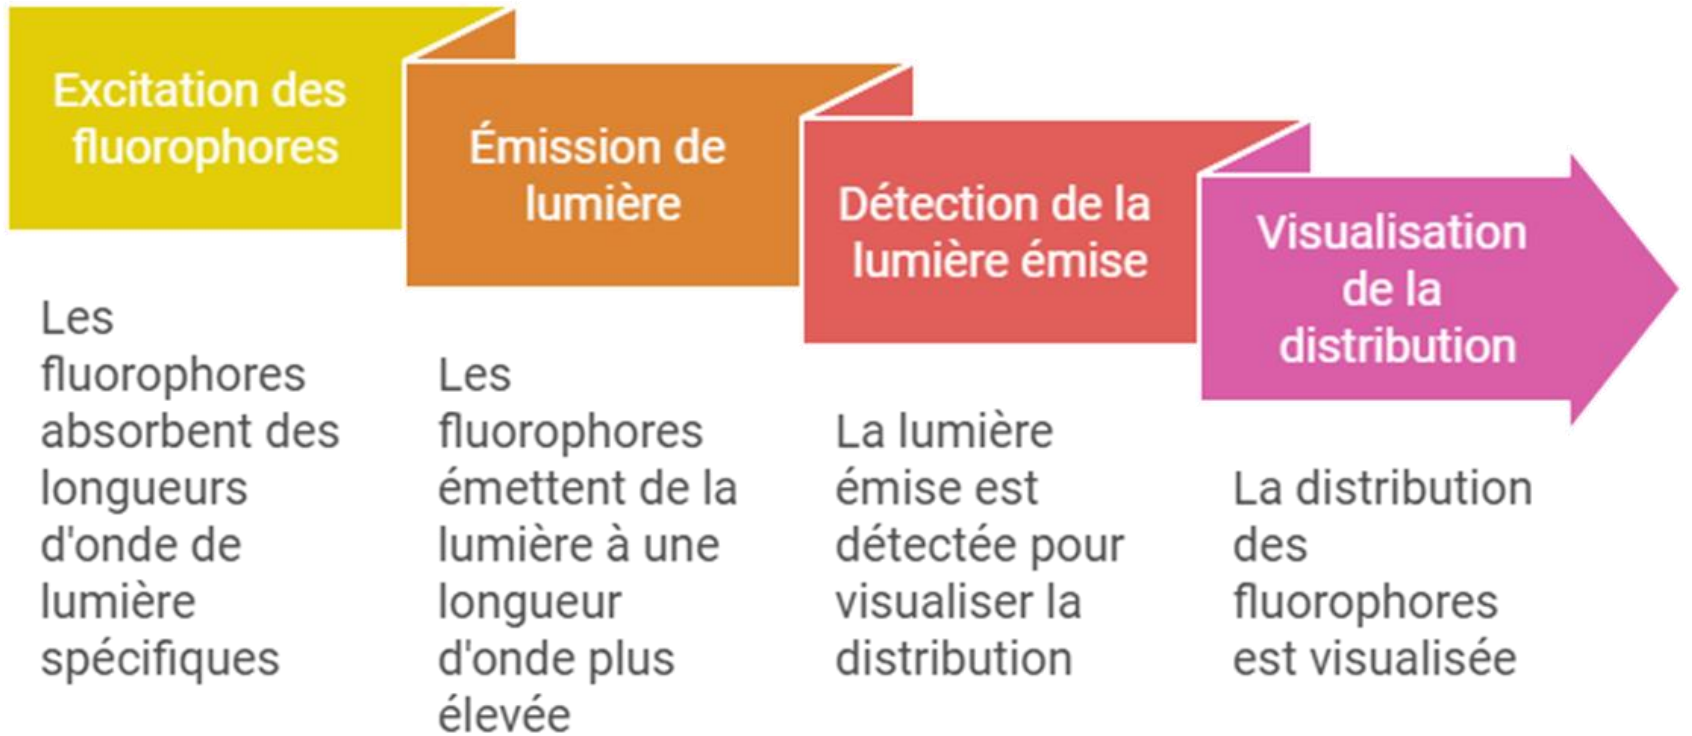 Excitation des
fluorophores
Les
fluorophores
absorbent des
longueurs
d'onde de
lumière
spécifiques
Émission de
lumière
Les
fluorophores
émettent de la
lumière à une
longueur
d'onde plus
élevée
Détection de la
lumière émise
La lumière
émise est
détectée pour
visualiser la
distribution
Visualisation
de la
distribution
La distribution
des
fluorophores
est visualisée